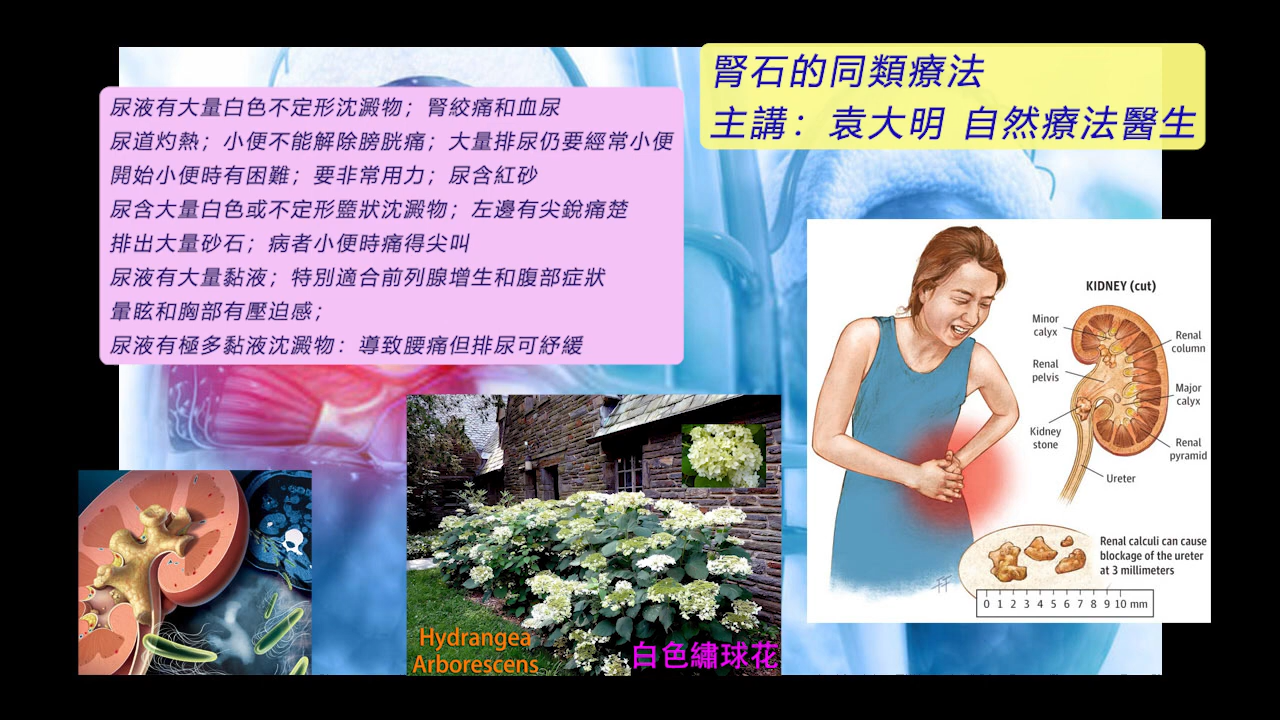 腎石的同類療法
主講：袁大明 自然療法醫生
尿液有大量白色不定形沈澱物；腎絞痛和血尿
尿道灼熱；小便不能解除膀胱痛；大量排尿仍要經常小便
開始小便時有困難；要非常用力；尿含紅砂
尿含大量白色或不定形鹽狀沈澱物；左邊有尖銳痛楚
排出大量砂石；病者小便時痛得尖叫
尿液有大量黏液；特別適合前列腺增生和腹部症狀
暈眩和胸部有壓迫感；
尿液有極多黏液沈澱物：導致腰痛但排尿可紓緩
KIDNEY (cut)
Minor
calyx
Renal
column
Renal
pelvis
Major
calyx
Kidney
stone
Renal
pyramid
Ureter
Renal calculi can cause
blockage of the ureter
at 3 millimeters
0 1 2 3 4 5 6 7 8 9 10 mm
Hydrangea
Arborescens
白色繡球花